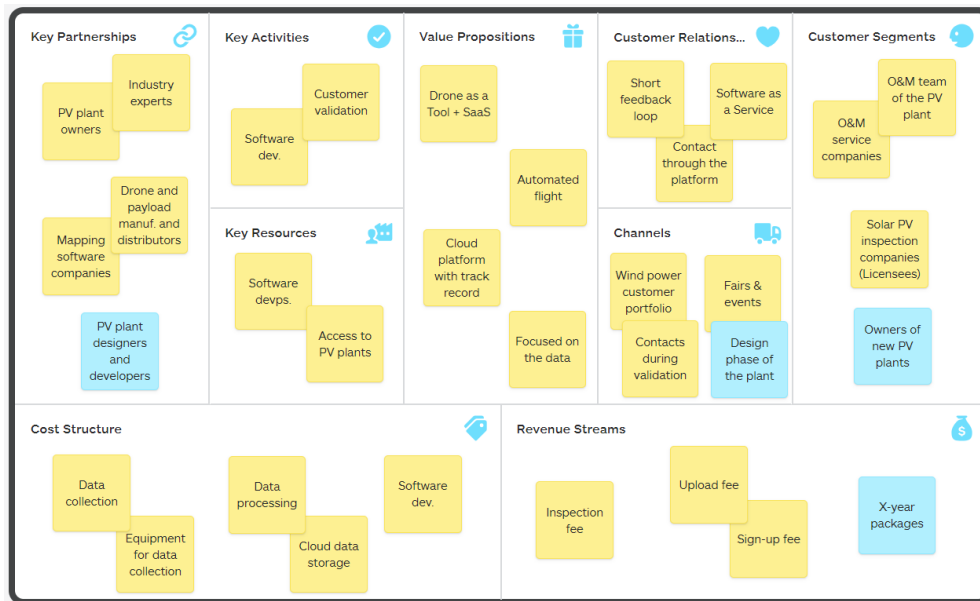 Key Partnerships
PV plant
owners
Industry
experts
Mapping
software
companies
Drone and
payload
manuf. and
distributors
PV plant
designers
and
developers
Key Activities
Software
dev.
Customer
validation
Key Resources
Software
devps.
Access to
PV plants
Value Propositions
Drone as a
Tool + SaaS
Automated
flight
Cloud
platform
with track
record
Focused on
the data
Customer Relations...
Short
feedback
loop
Software as
a Service
Contact
through the
platform
Channels
Wind power
customer
portfolio
Fairs &
events
Contacts
during
validation
Design
phase of
the plant
Customer Segments
O&M
service
companies
O&M team
of the PV
plant
Solar PV
inspection
companies
(Licensees)
Owners of
new PV
plants
Cost Structure
Data
collection
Equipment
for data
collection
Data
processing
Cloud data
storage
Software
dev.
Revenue Streams
Inspection
fee
Upload fee
Sign-up fee
X-year
packages
$